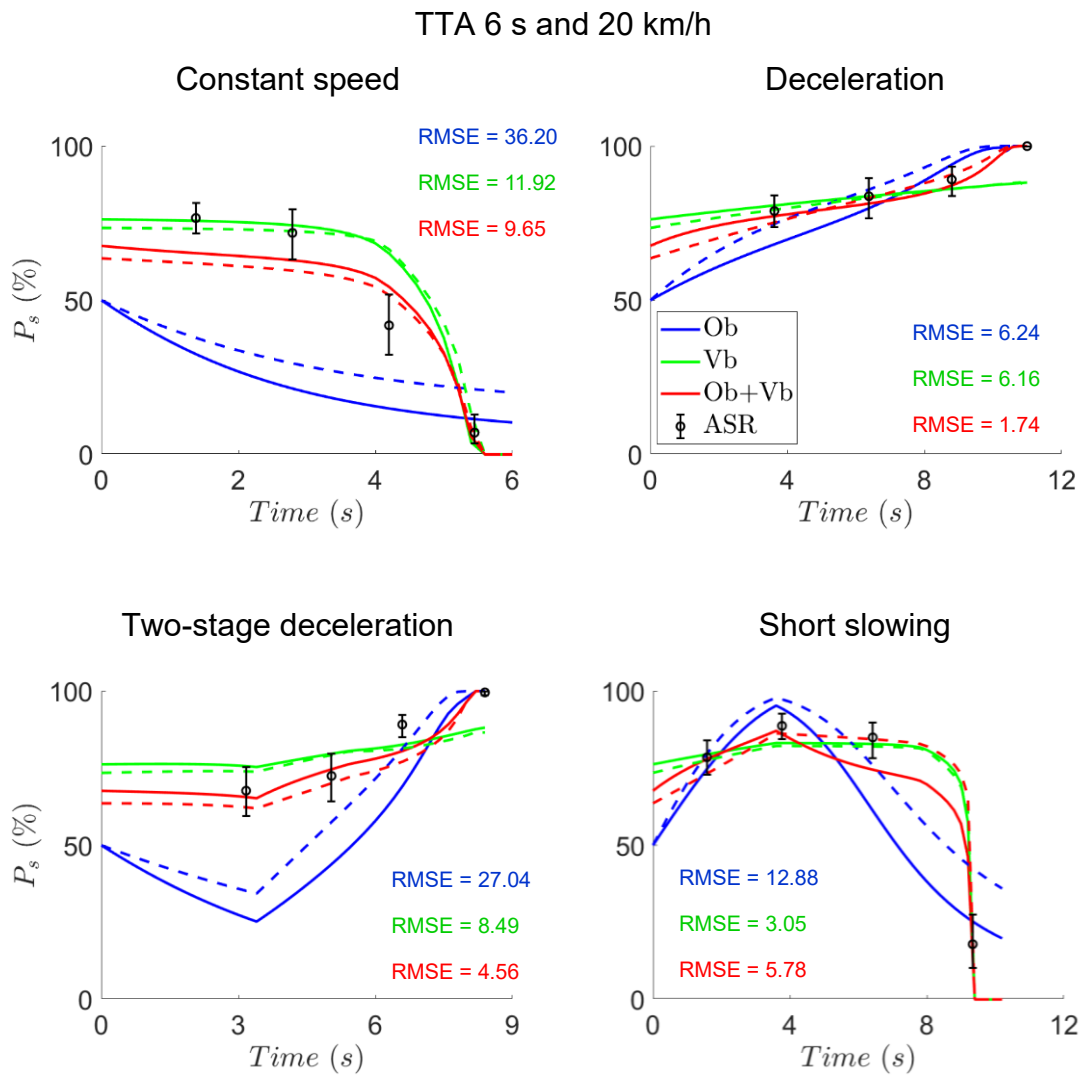 TTA 6 s and 20 km/h
Constant speed
RMSE = 36.20
RMSE = 11.92
RMSE = 9.65
100
50
0
P_s (%)
0 2 4 6
Time (s)
Deceleration
100
50
0
Ob
Vb
Ob+Vb
ASR
RMSE = 6.24
RMSE = 6.16
RMSE = 1.74
0 4 8 12
Time (s)
Two-stage deceleration
100
50
0
P_s (%)
RMSE = 27.04
RMSE = 8.49
RMSE = 4.56
0 3 6 9
Time (s)
Short slowing
100
50
0
RMSE = 12.88
RMSE = 3.05
RMSE = 5.78
0 4 8 12
Time (s)